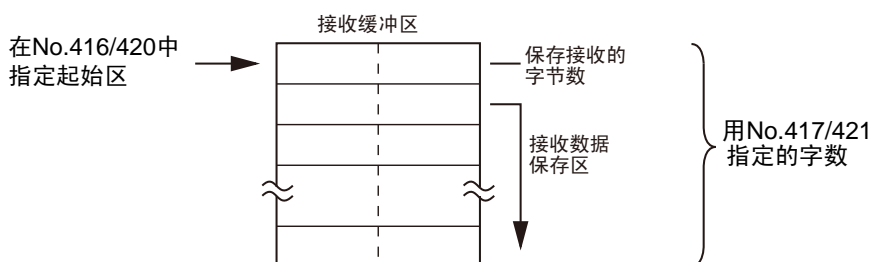 接收缓冲区
在No.416/420中
指定起始区
保存接收的
字节数
接收数据
保存区
用No.417/421
指定的字数